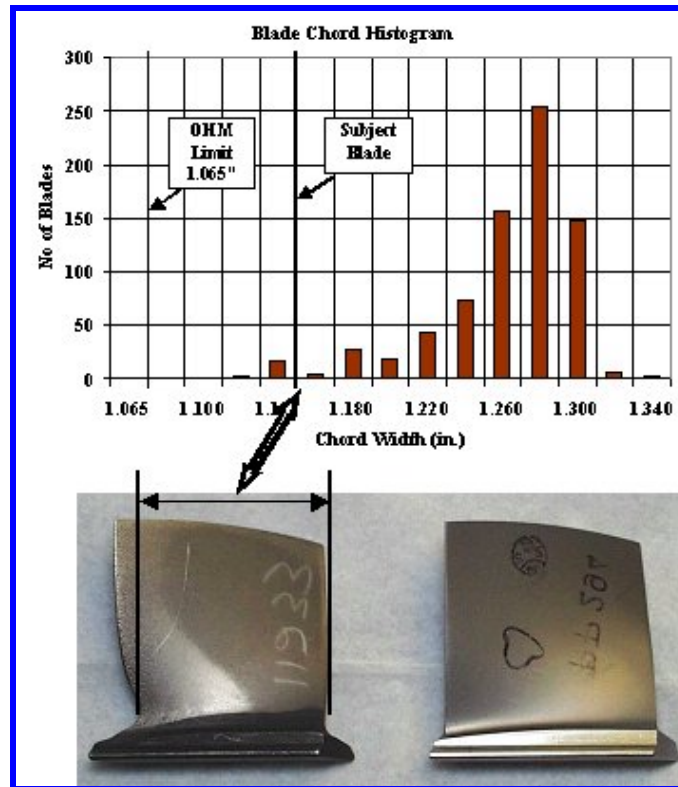 Blade Chord Histogram
300
250
200
150
100
50
0
No of Blades
OHM
Limit
1.065"
Subject
Blade
1.065 1.100 1.180 1.220 1.260 1.300 1.340
Chord Width (in.)
11933